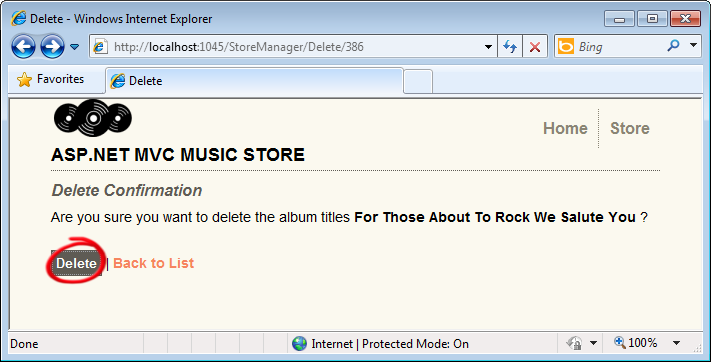 Delete - Windows Internet Explorer
http://localhost:1045/StoreManager/Delete/386
Bing
Favorites
Delete
Home
Store
ASP.NET MVC MUSIC STORE
Delete Confirmation
Are you sure you want to delete the album titles For Those About To Rock We Salute You ?
Delete | Back to List
Done
Internet | Protected Mode: On
100%